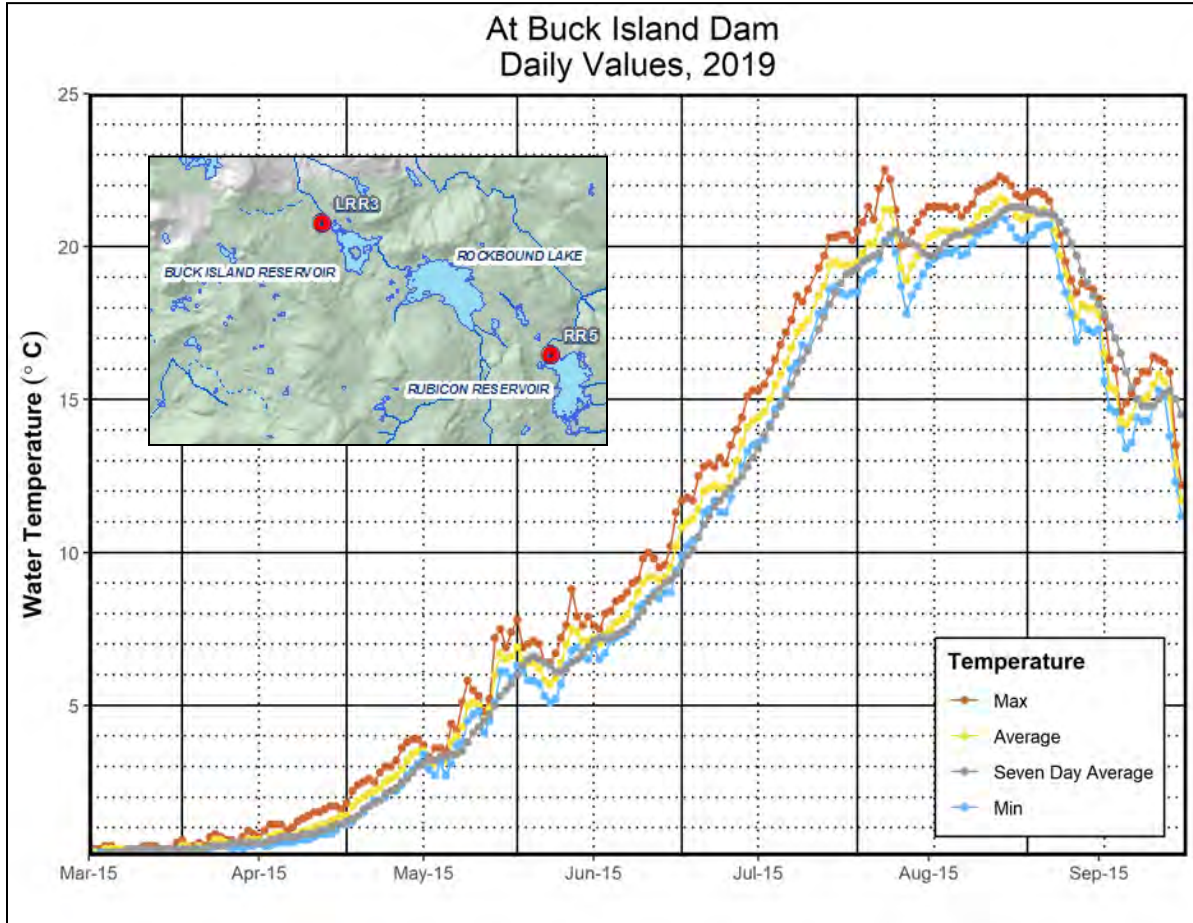 At Buck Island Dam
Daily Values, 2019
Water Temperature (° C)
25
20
15
10
5
LRR3
BUCK ISLAND RESERVOIR
ROCKBOUND LAKE
RR5
RUBICON RESERVOIR
Temperature
Max
Average
Seven Day Average
Min
Mar-15
Apr-15
May-15
Jun-15
Jul-15
Aug-15
Sep-15